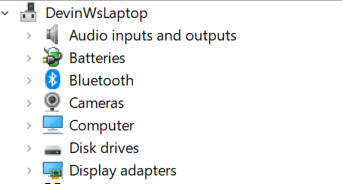 DevinWsLaptop
Audio inputs and outputs
Batteries
Bluetooth
Cameras
Computer
Disk drives
Display adapters